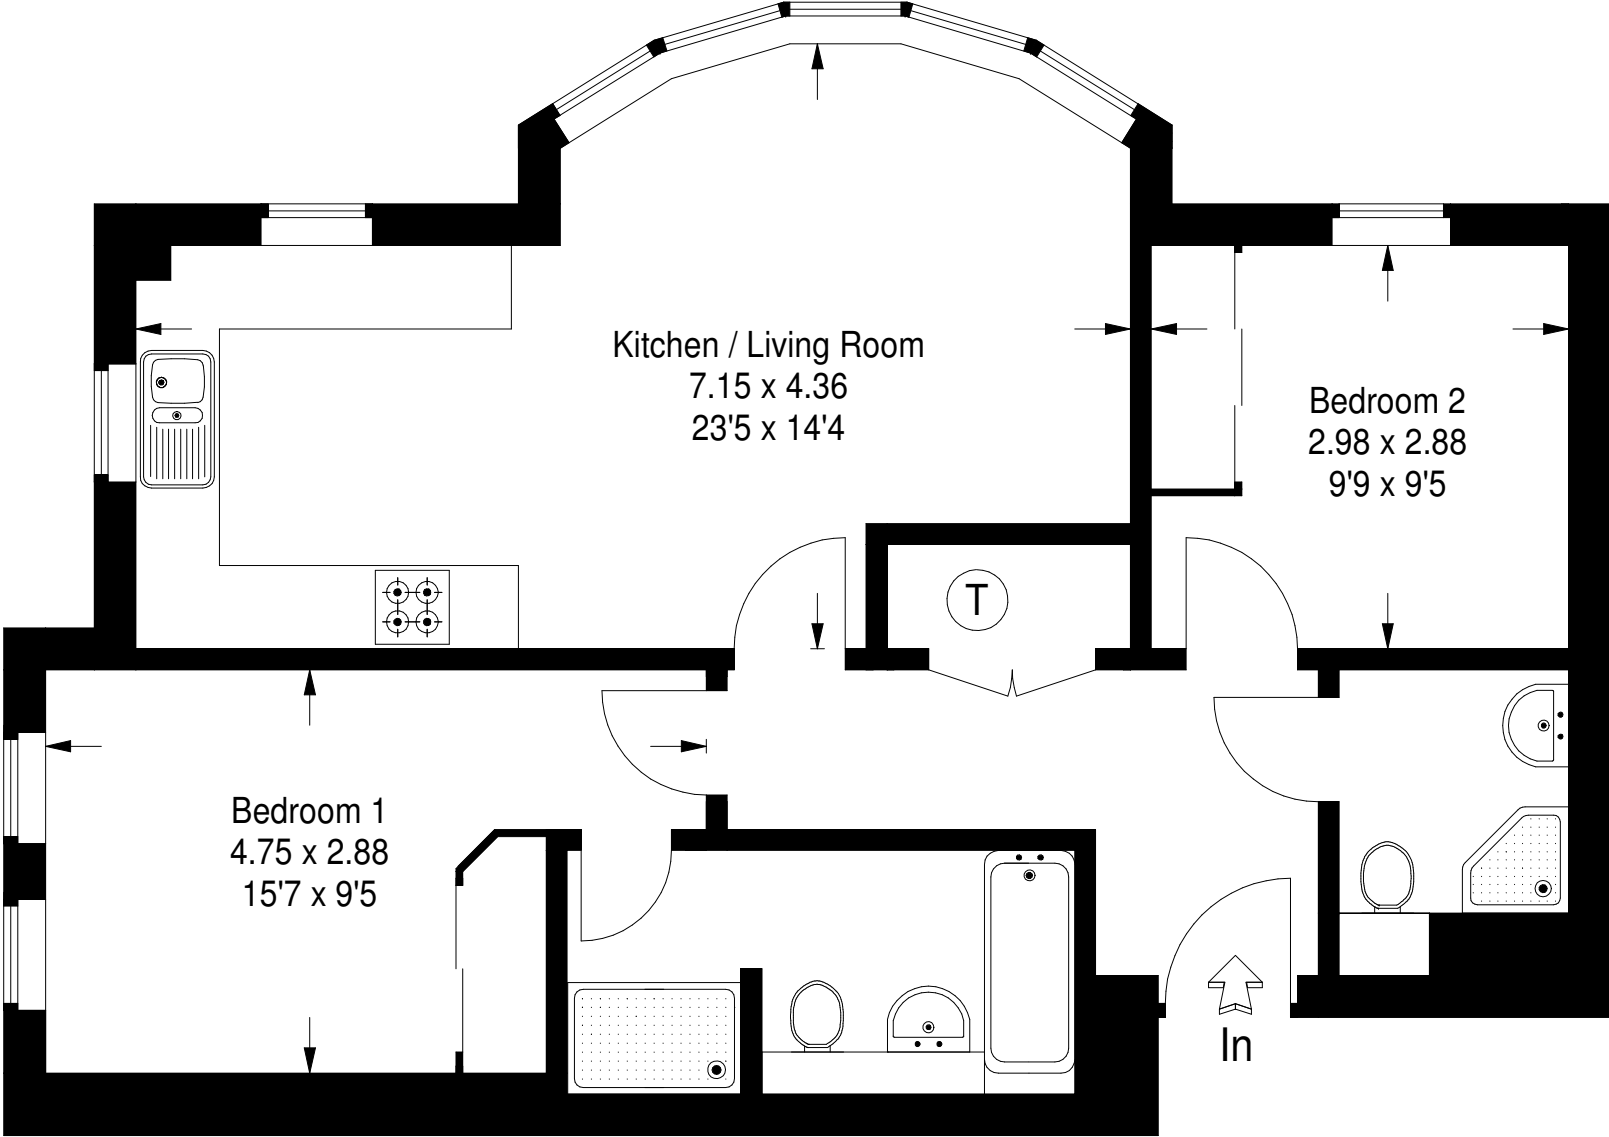 Kitchen / Living Room
7.15 x 4.36
23'5 x 14'4
Bedroom 2
2.98 x 2.88
9'9 x 9'5
T
Bedroom 1
4.75 x 2.88
15'7 x 9'5
In